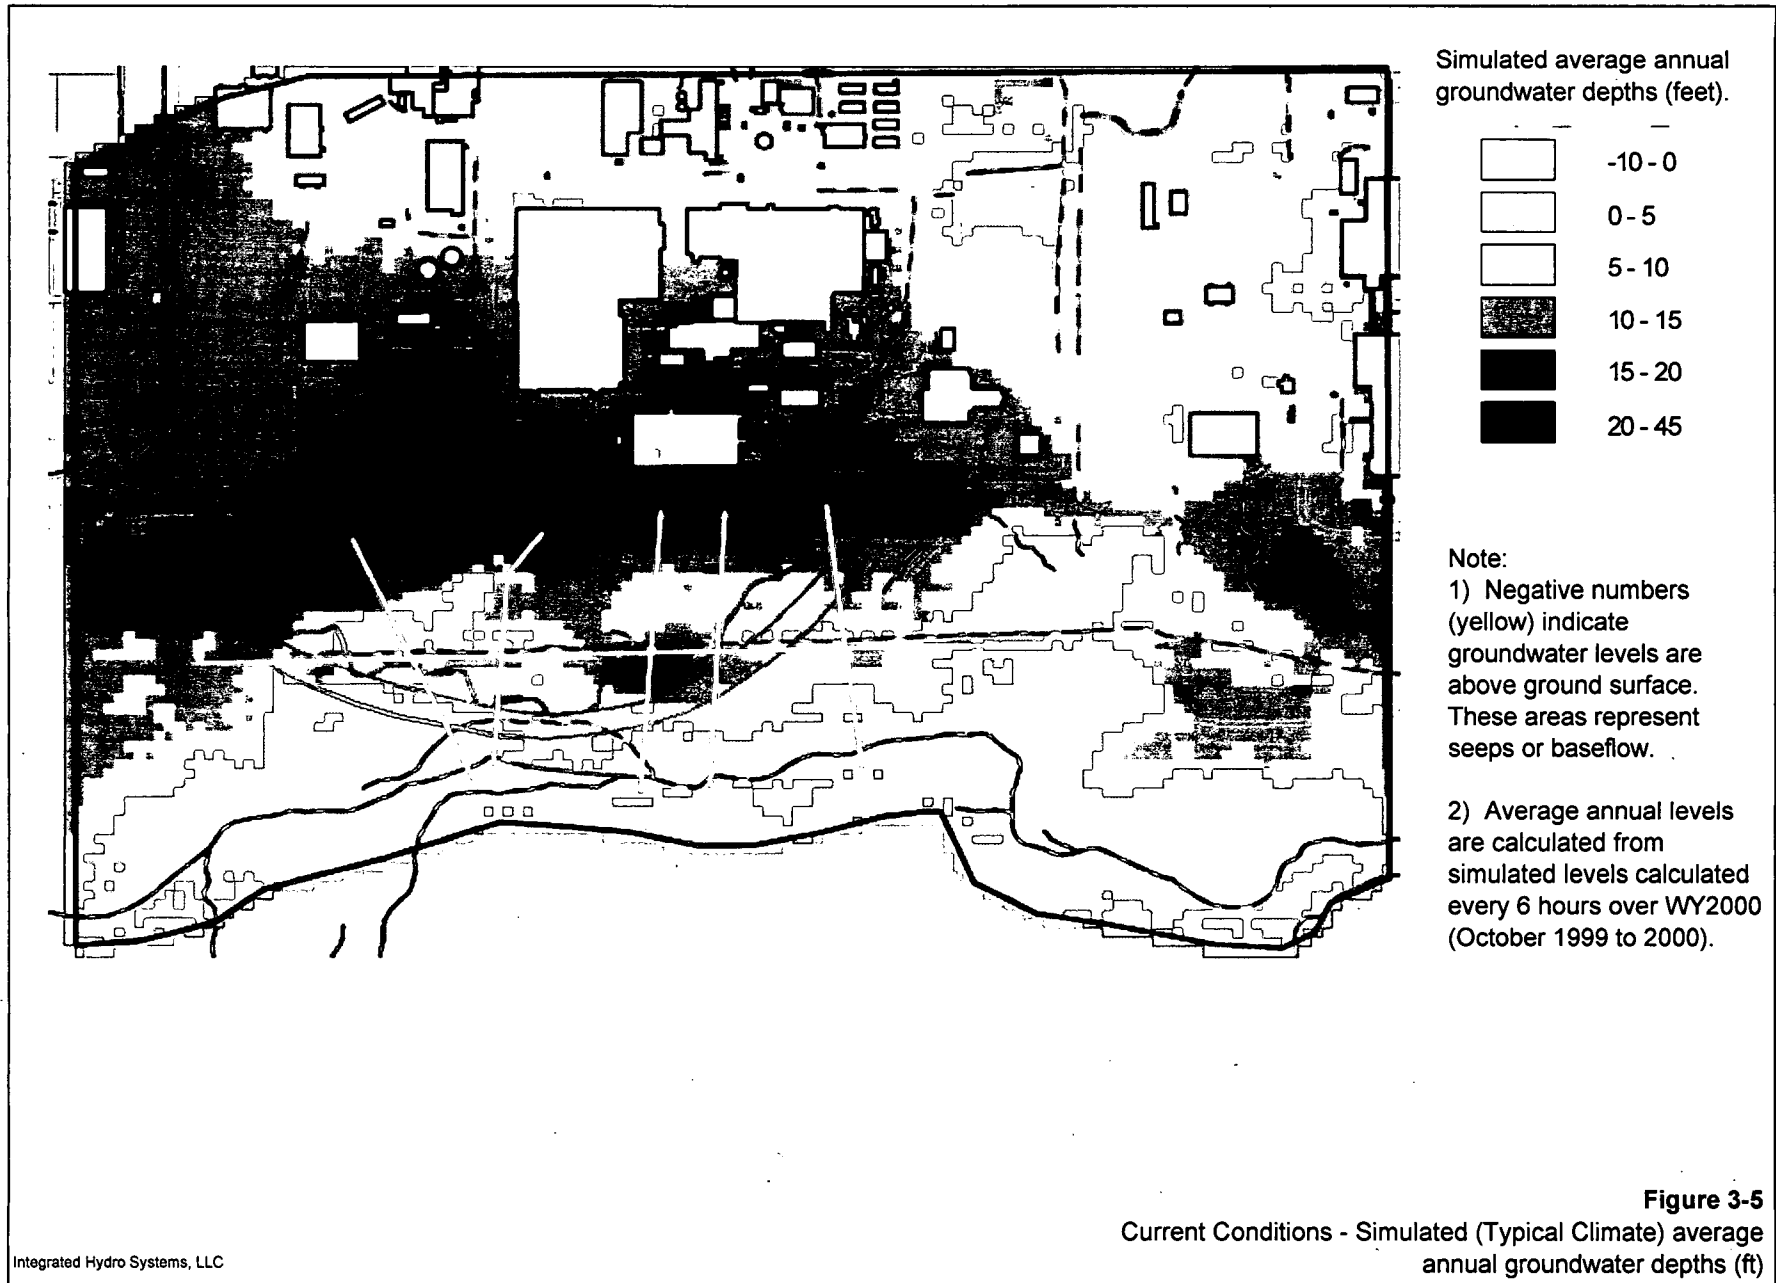 Simulated average annual
groundwater depths (feet).
-10 - 0
0 - 5
5 - 10
10 - 15
15 - 20
20 - 45
Note:
1) Negative numbers
(yellow) indicate
groundwater levels are
above ground surface.
These areas represent
seeps or baseflow.
2) Average annual levels
are calculated from
simulated levels calculated
every 6 hours over WY2000
(October 1999 to 2000).
Figure 3-5
Current Conditions - Simulated (Typical Climate) average
annual groundwater depths (ft)
Integrated Hydro Systems, LLC